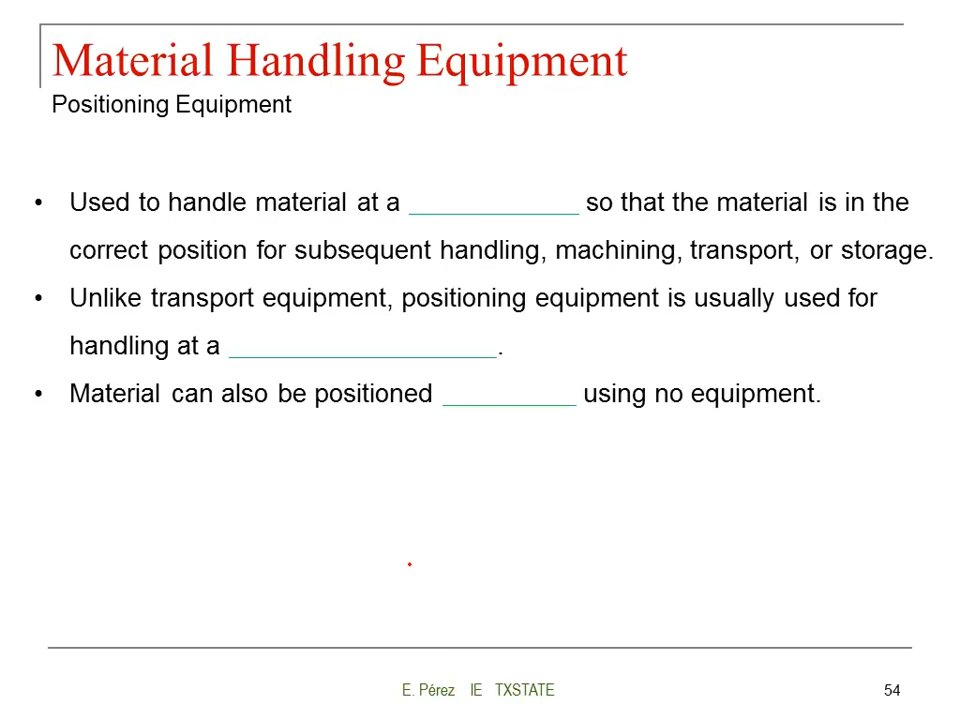 Material Handling Equipment
Positioning Equipment
• Used to handle material at a ____________ so that the material is in the
correct position for subsequent handling, machining, transport, or storage.
• Unlike transport equipment, positioning equipment is usually used for
handling at a ___________________.
• Material can also be positioned _________ using no equipment.
E. Pérez IE TXSTATE
54